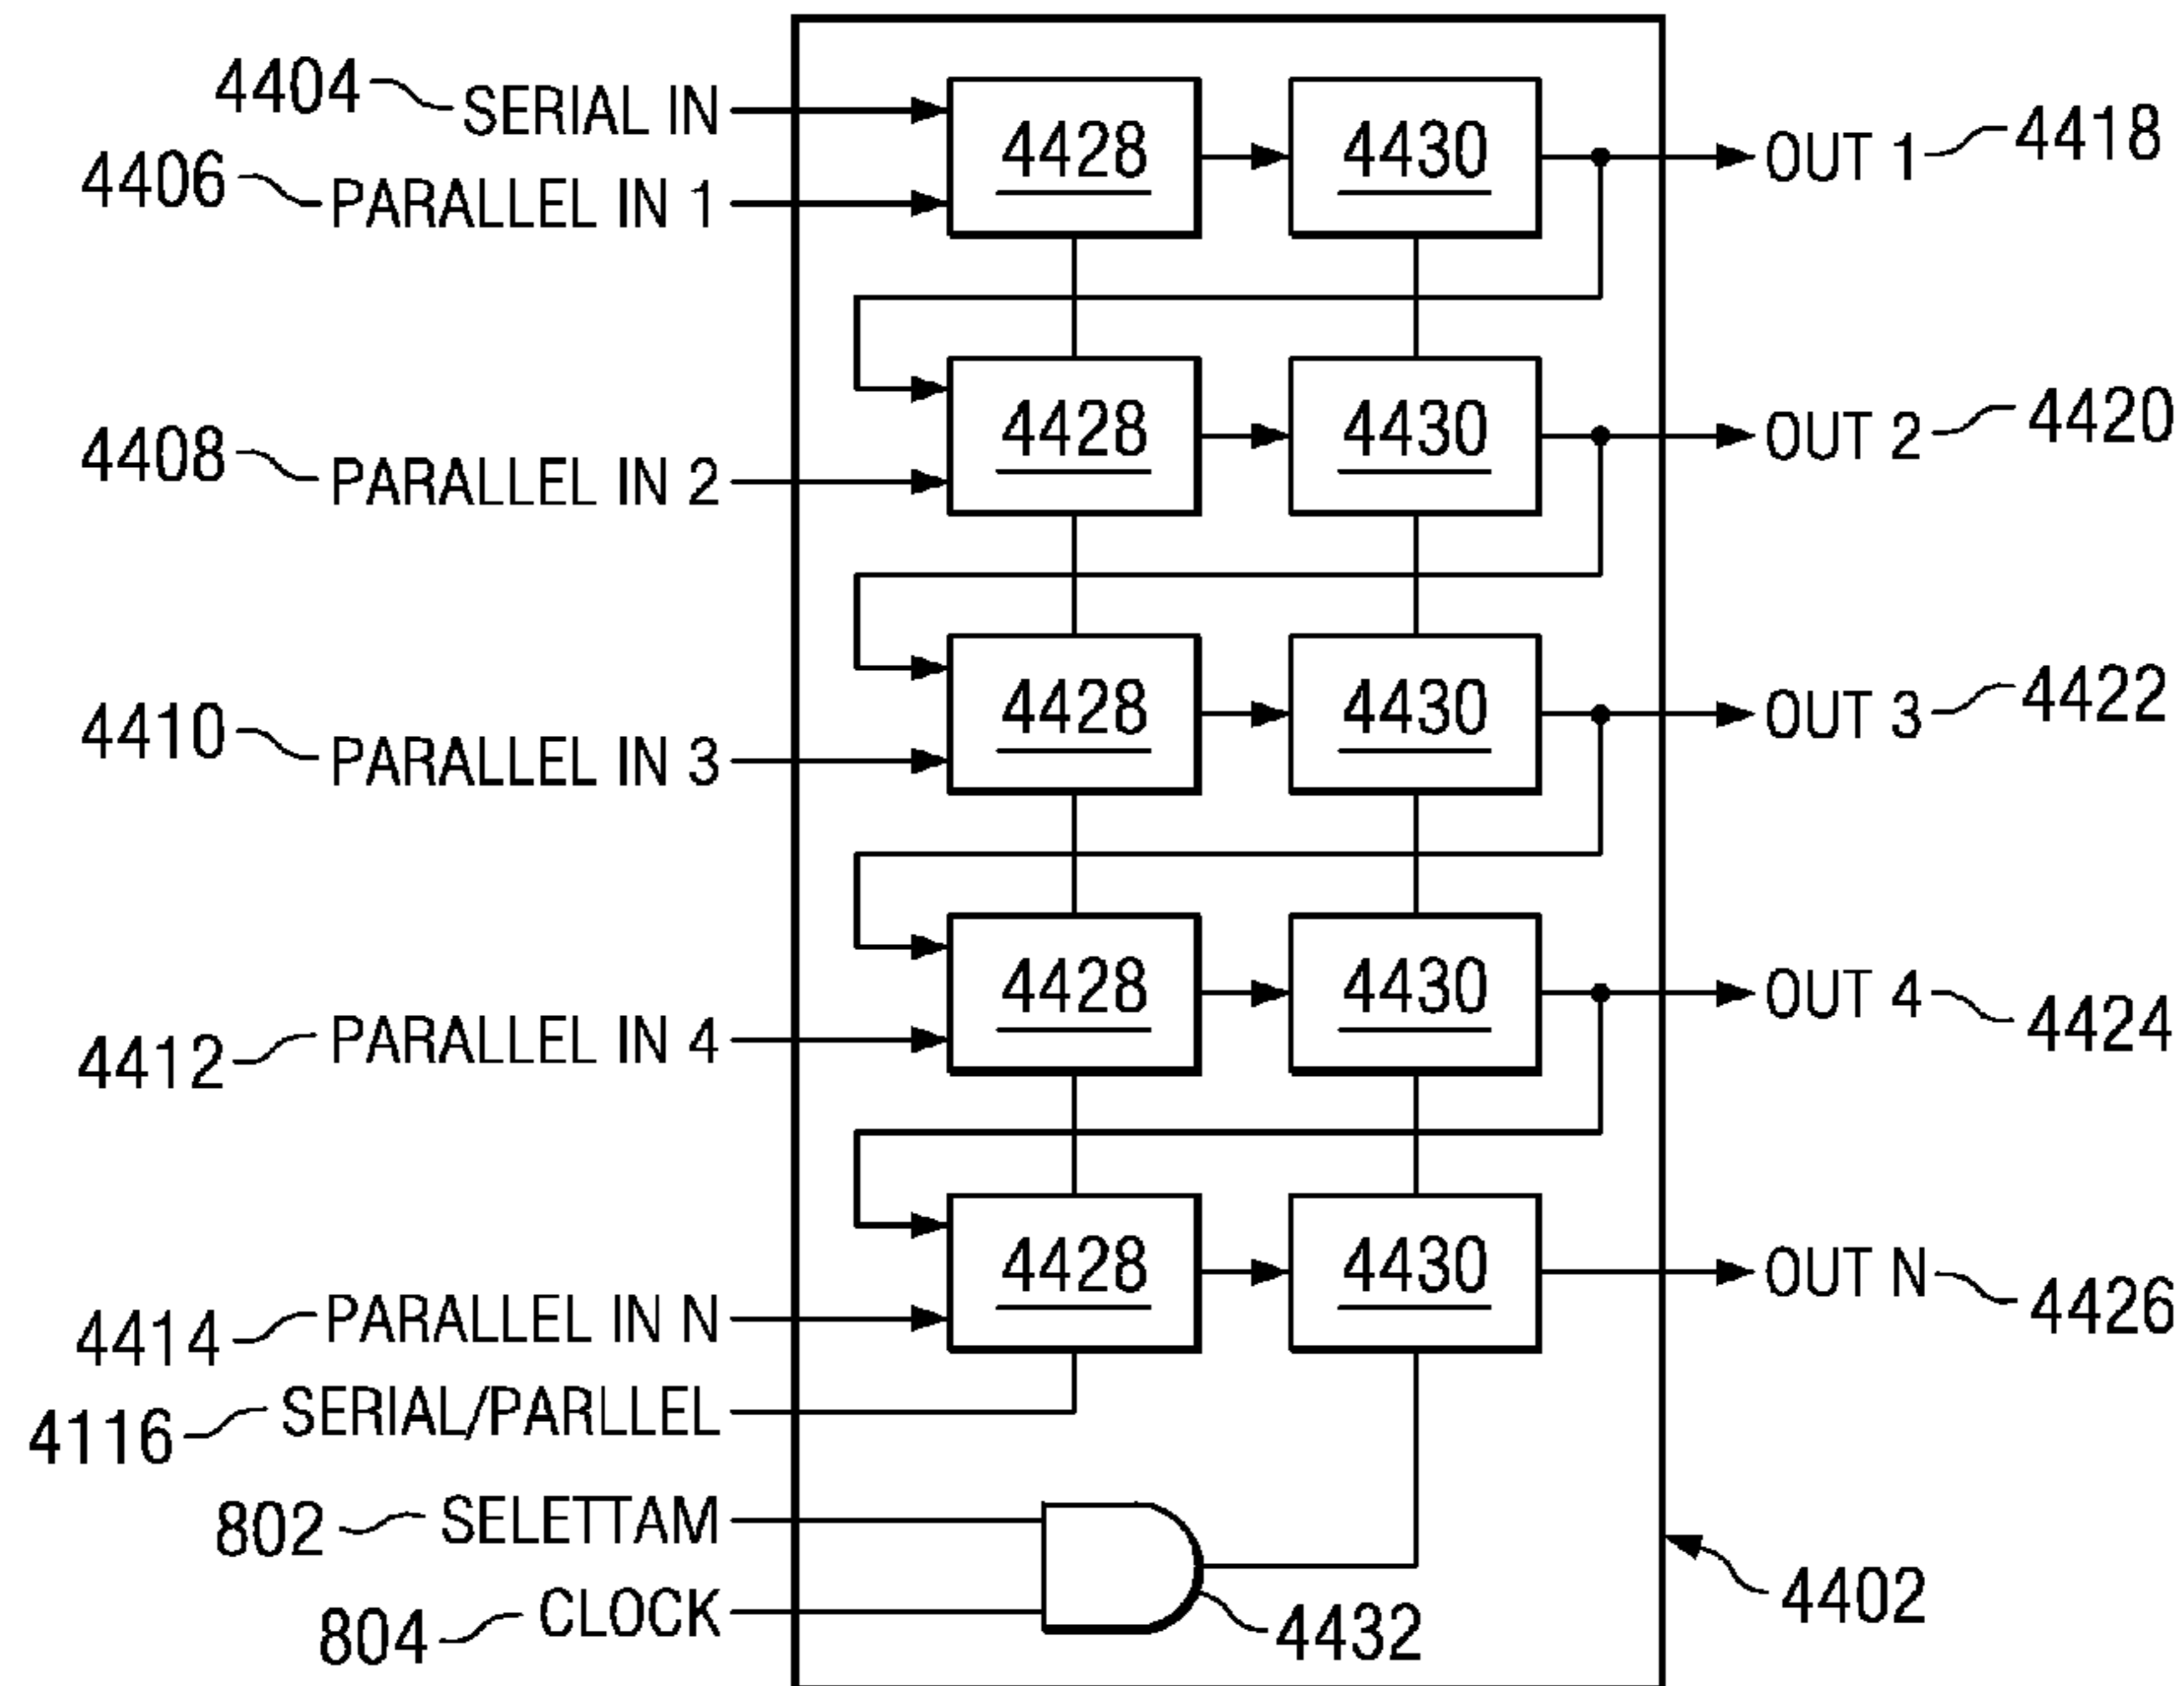 4404 SERIAL IN 4428 4430 OUT 1 4418
4406 PARALLEL IN 1
4408 PARALLEL IN 2 4428 4430 OUT 2 4420
4410 PARALLEL IN 3 4428 4430 OUT 3 4422
4412 PARALLEL IN 4 4428 4430 OUT 4 4424
4414 PARALLEL IN N 4428 4430 OUT N 4426
4116 SERIAL/PARLLEL
802 SELETTAM
804 CLOCK 4432 4402